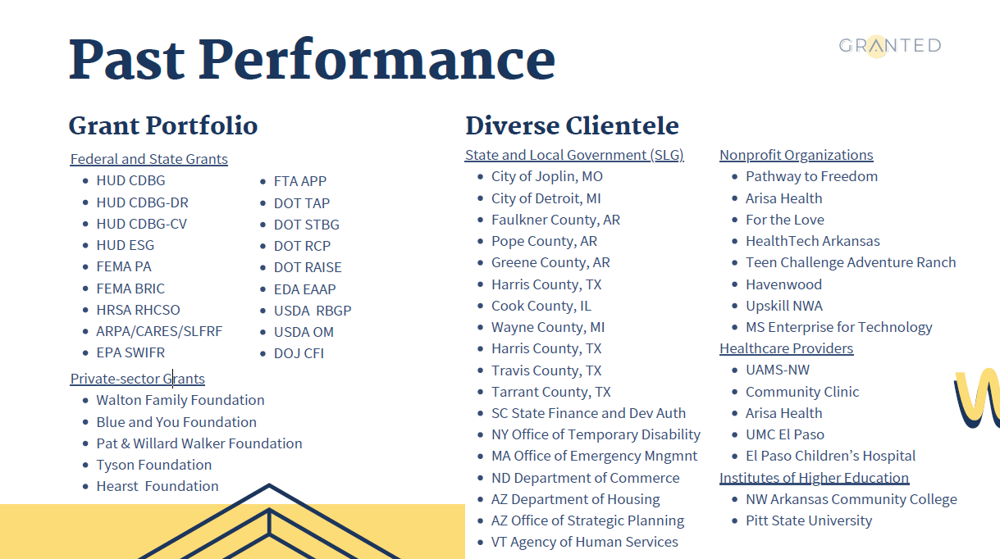 Past Performance
GRANTED
Grant Portfolio
Federal and State Grants
HUD CDBG
HUD CDBG-DR
HUD CDBG-CV
HUD ESG
FEMA PA
FEMA BRIC
HRSA RHCSO
ARPA/CARES/SLFRF
EPA SWIFR
FTA APP
DOT TAP
DOT STBG
DOT RCP
DOT RAISE
EDA EAAP
USDA  RBGP
USDA OM
DOJ CFI
Private-sector Grants
Walton Family Foundation
Blue and You Foundation
Pat & Willard Walker Foundation
Tyson Foundation
Hearst  Foundation
Diverse Clientele
State and Local Government (SLG)
City of Joplin, MO
City of Detroit, MI
Faulkner County, AR
Pope County, AR
Greene County, AR
Harris County, TX
Cook County, IL
Wayne County, MI
Harris County, TX
Travis County, TX
Tarrant County, TX
SC State Finance and Dev Auth
NY Office of Temporary Disability
MA Office of Emergency Mngmnt
ND Department of Commerce
AZ Department of Housing
AZ Office of Strategic Planning
VT Agency of Human Services
Nonprofit Organizations
Pathway to Freedom
Arisa Health
For the Love
HealthTech Arkansas
Teen Challenge Adventure Ranch
Havenwood
Upskill NWA
MS Enterprise for Technology
Healthcare Providers
UAMS-NW
Community Clinic
Arisa Health
UMC El Paso
El Paso Children’s Hospital
Institutes of Higher Education
NW Arkansas Community College
Pitt State University